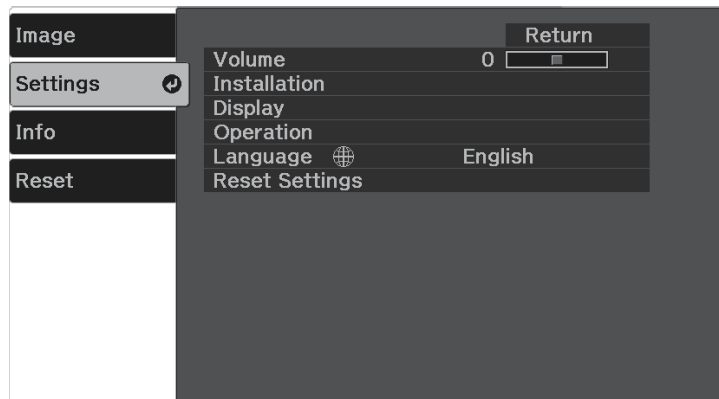 Image
Settings
Info
Reset
Return
Volume 0
Installation
Display
Operation
Language English
Reset Settings